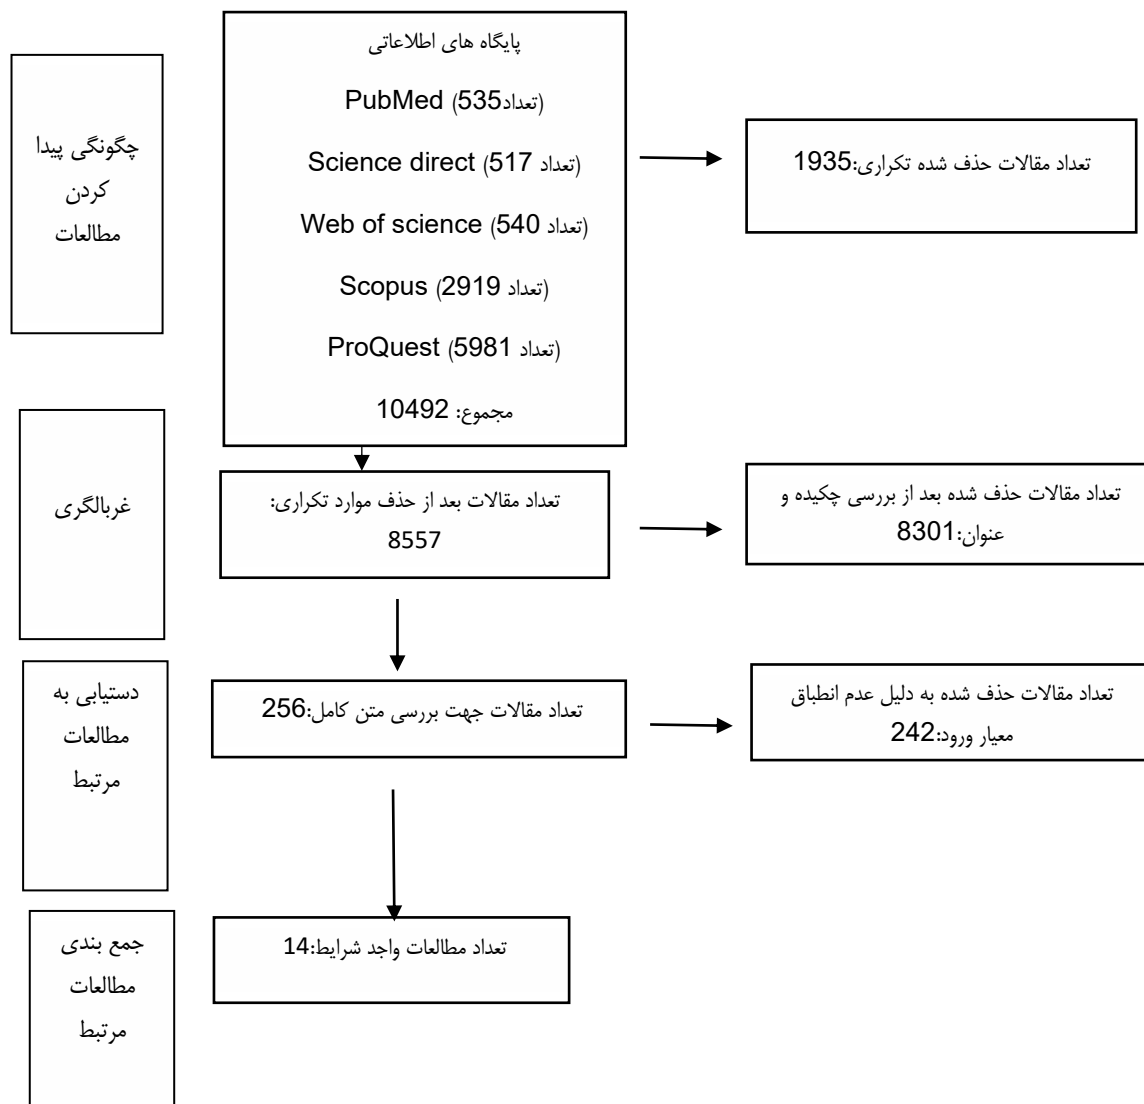 پایگاه های اطلاعاتی
PubMed (تعداد535)
Science direct (تعداد 517)
Web of science (تعداد 540)
Scopus (تعداد 2919)
ProQuest (تعداد 5981)
مجموع: 10492
چگونگی پیدا
کردن
مطالعات
تعداد مقالات حذف شده تکراری:1935
غربالگری
تعداد مقالات بعد از حذف موارد تکراری:
8557
تعداد مقالات حذف شده بعد از بررسی چکیده و
عنوان:8301
دستیابی به
مطالعات
مرتبط
تعداد مقالات جهت بررسی متن کامل:256
تعداد مقالات حذف شده به دلیل عدم انطباق
معیار ورود:242
جمع بندی
مطالعات
مرتبط
تعداد مطالعات واجد شرایط:14